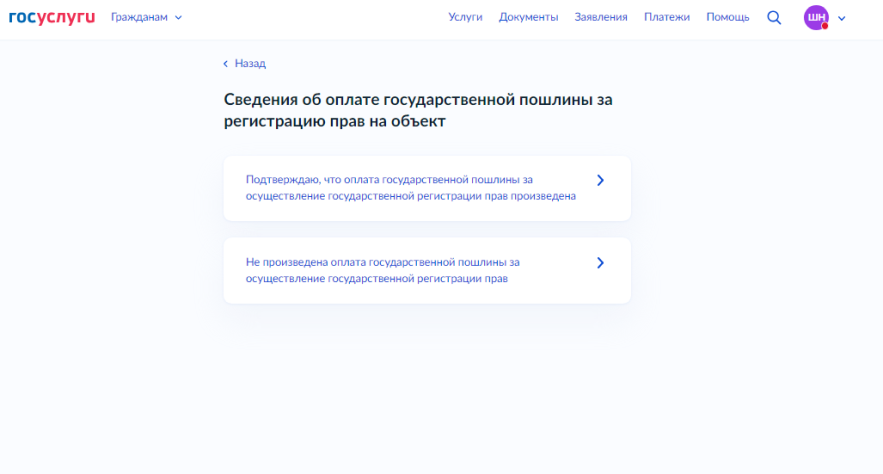 госуслуги Гражданам Услуги Документы Заявления Платежи Помощь ШН
Назад
Сведения об оплате государственной пошлины за
регистрацию прав на объект
Подтверждаю, что оплата государственной пошлины за
осуществление государственной регистрации прав произведена
Не произведена оплата государственной пошлины за
осуществление государственной регистрации прав